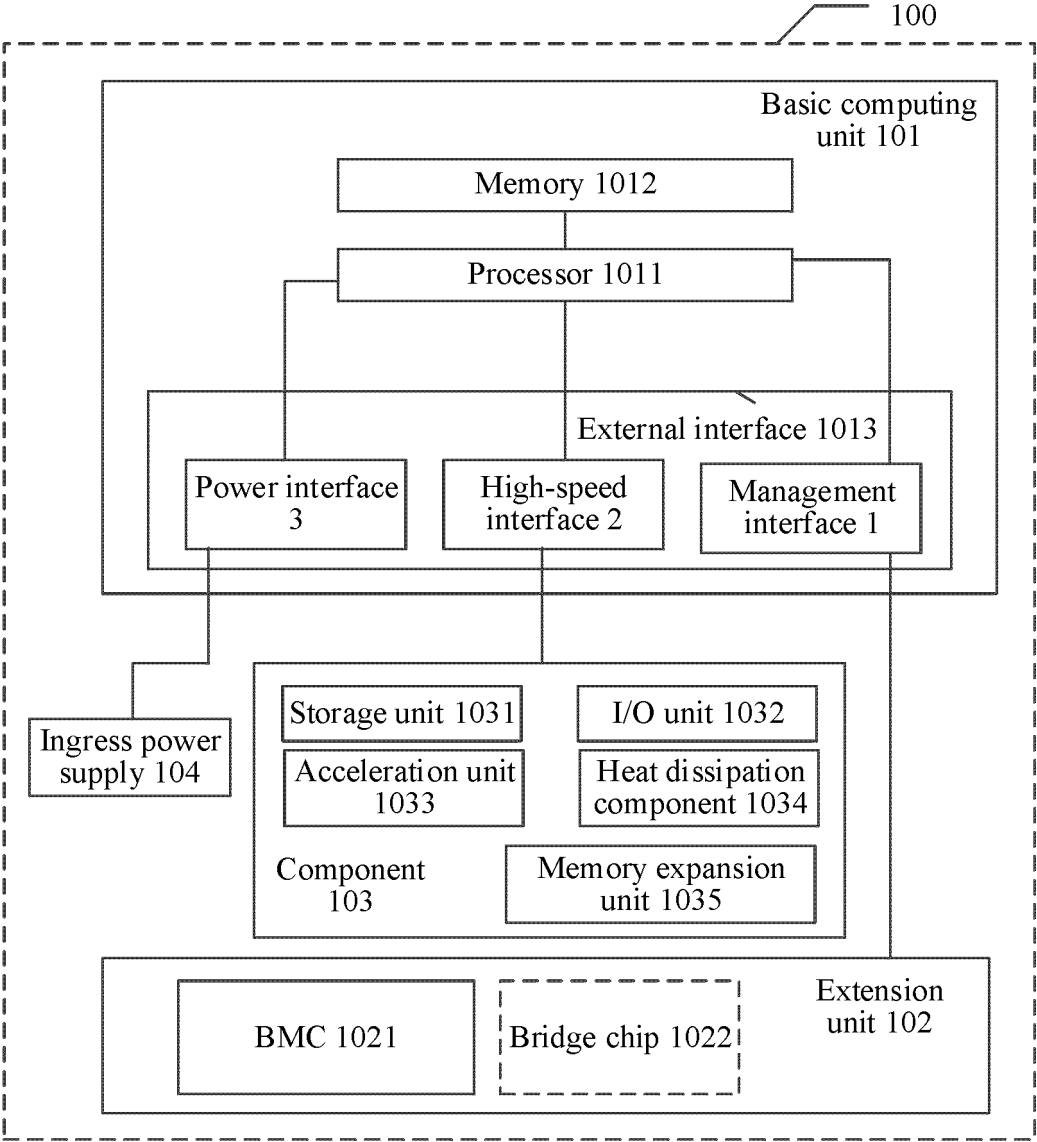 100
Basic computing
unit 101
Memory 1012
Processor 1011
External interface 1013
Power interface
3
High-speed
interface 2
Management
interface 1
Ingress power
supply 104
Storage unit 1031
I/O unit 1032
Acceleration unit
1033
Heat dissipation
component 1034
Component
103
Memory expansion
unit 1035
BMC 1021
Bridge chip 1022
Extension
unit 102